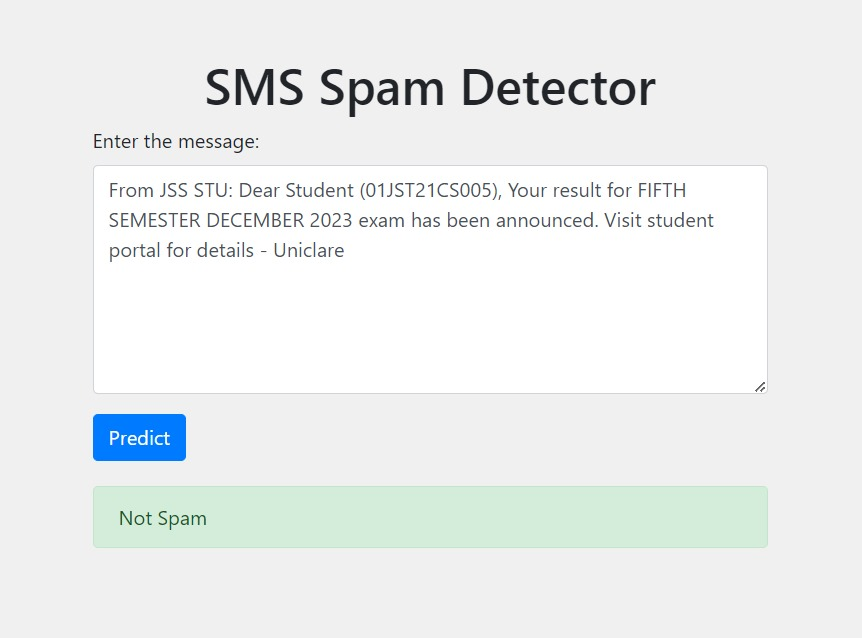 SMS Spam Detector
Enter the message:
From JSS STU: Dear Student (01JST21CS005), Your result for FIFTH
SEMESTER DECEMBER 2023 exam has been announced. Visit student
portal for details - Uniclare
Predict
Not Spam